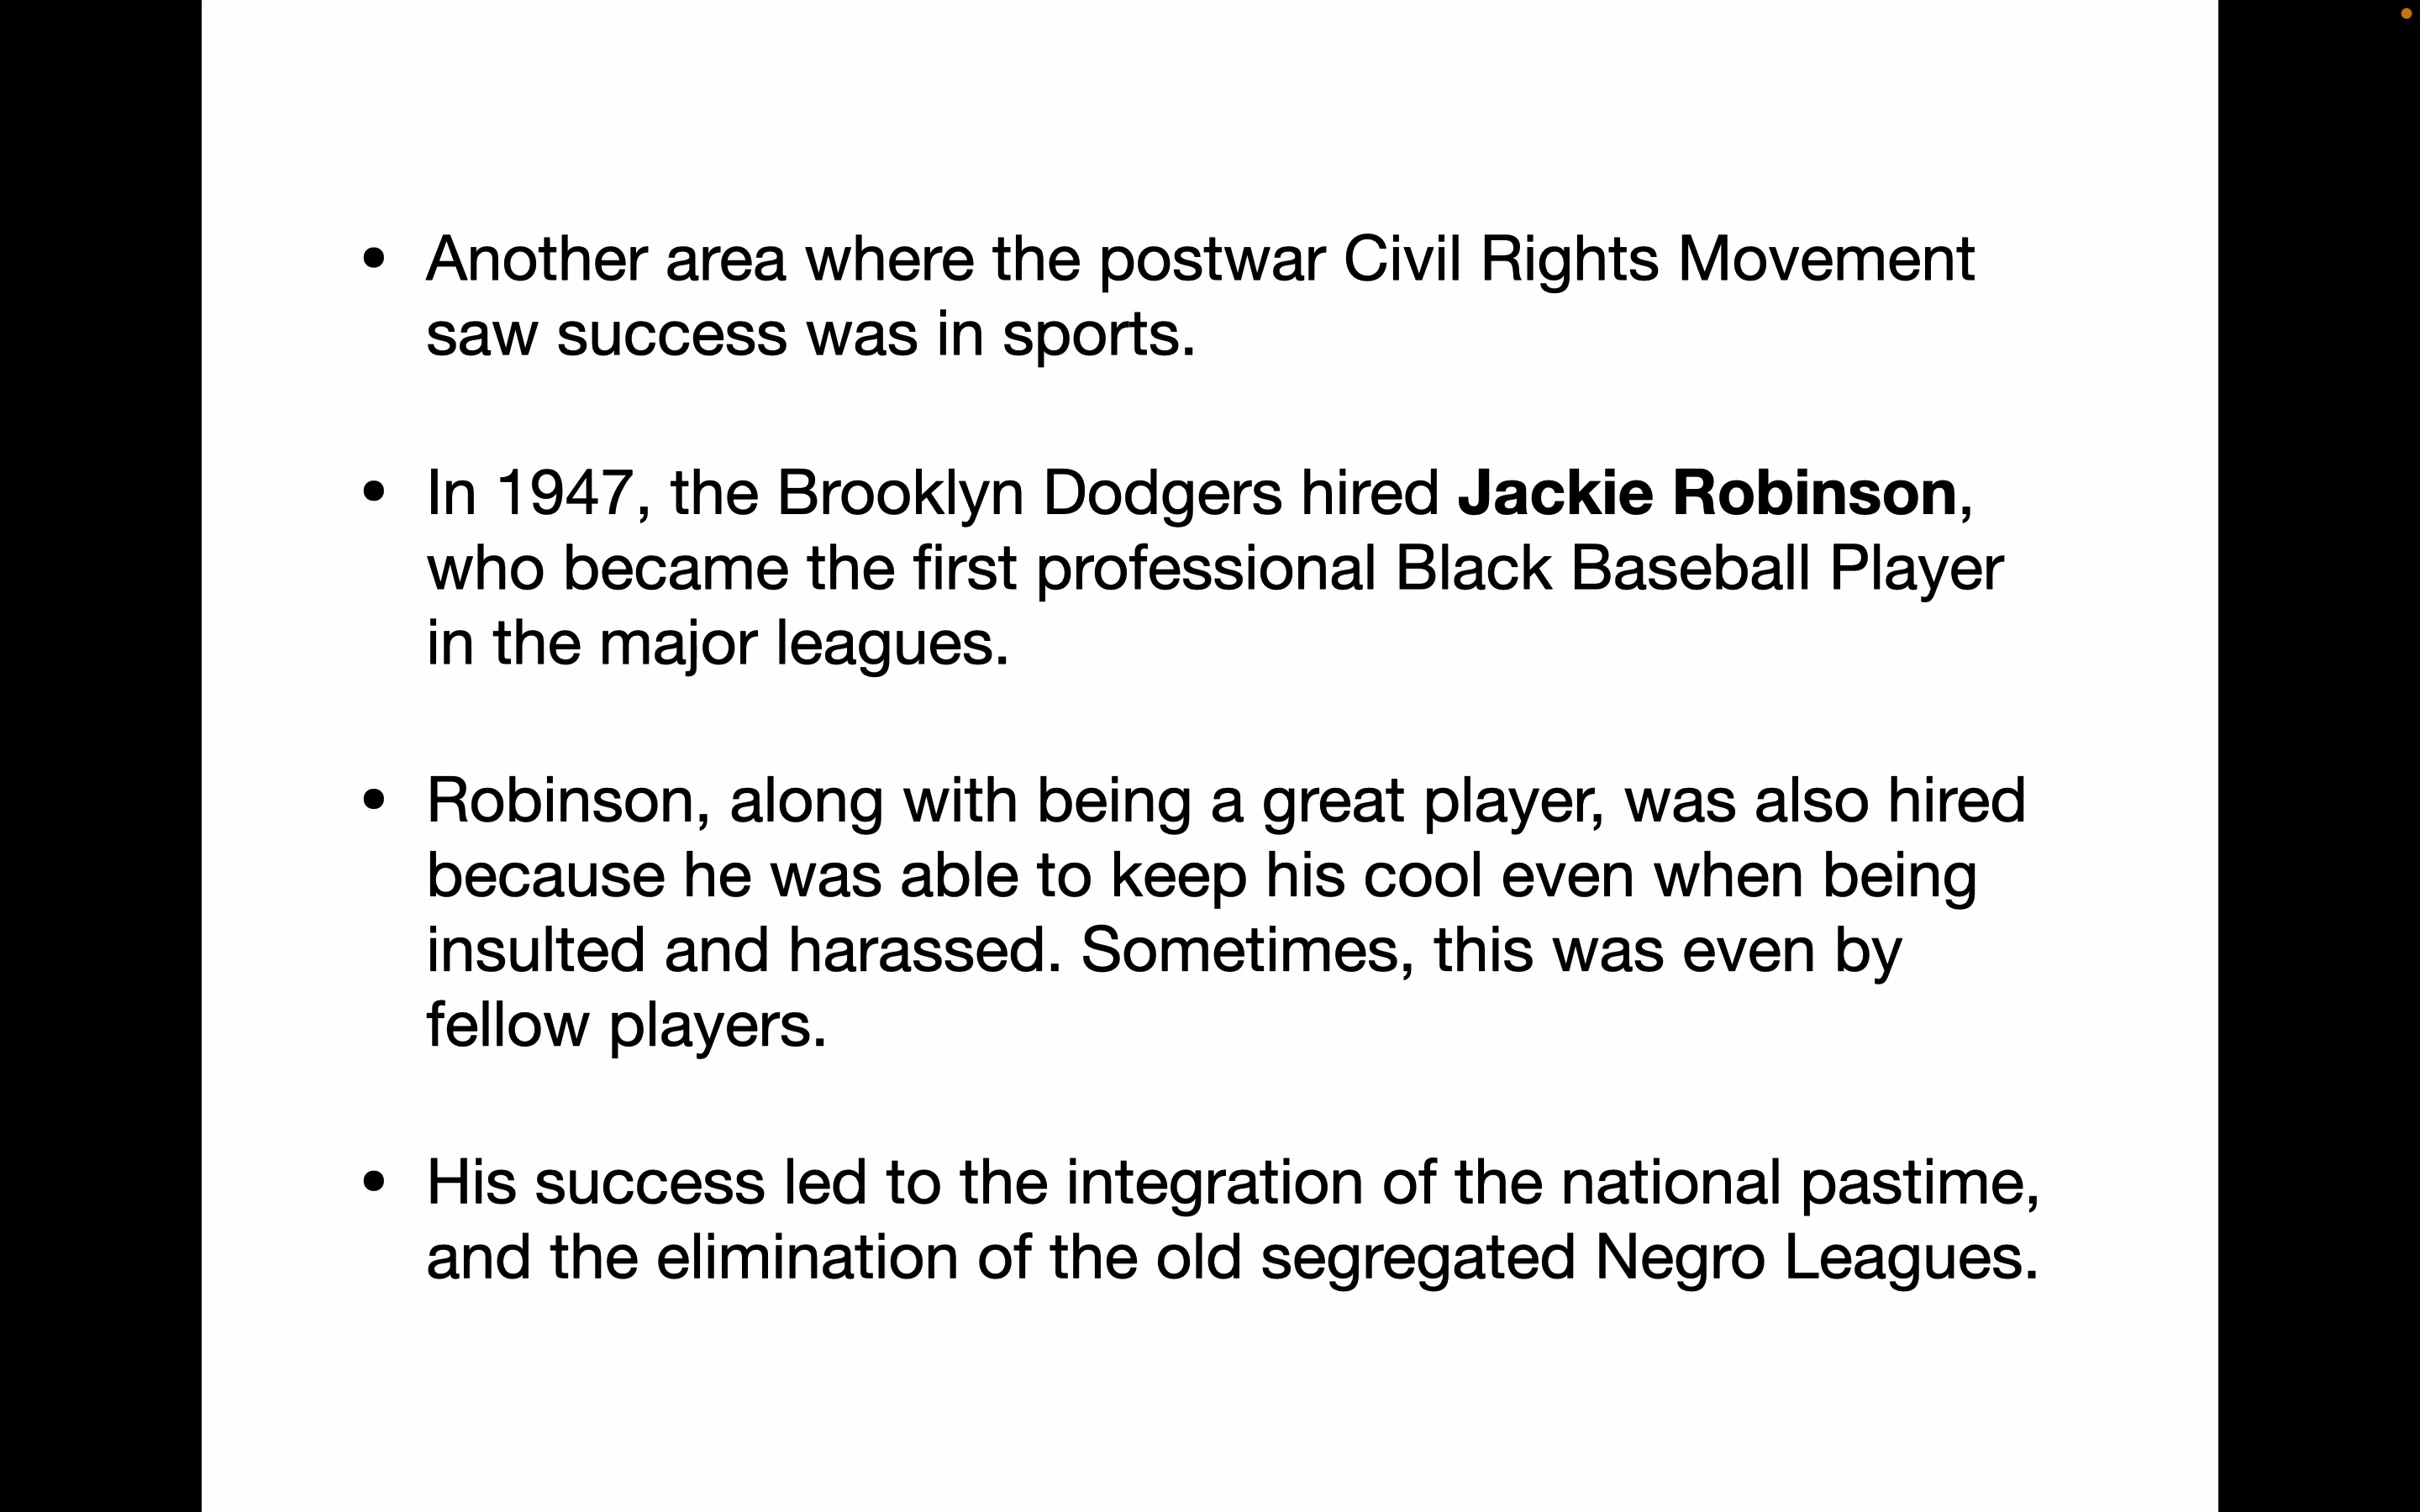 • Another area where the postwar Civil Rights Movement
saw success was in sports.
• In 1947, the Brooklyn Dodgers hired Jackie Robinson,
who became the first professional Black Baseball Player
in the major leagues.
• Robinson, along with being a great player, was also hired
because he was able to keep his cool even when being
insulted and harassed. Sometimes, this was even by
fellow players.
• His success led to the integration of the national pastime,
and the elimination of the old segregated Negro Leagues.